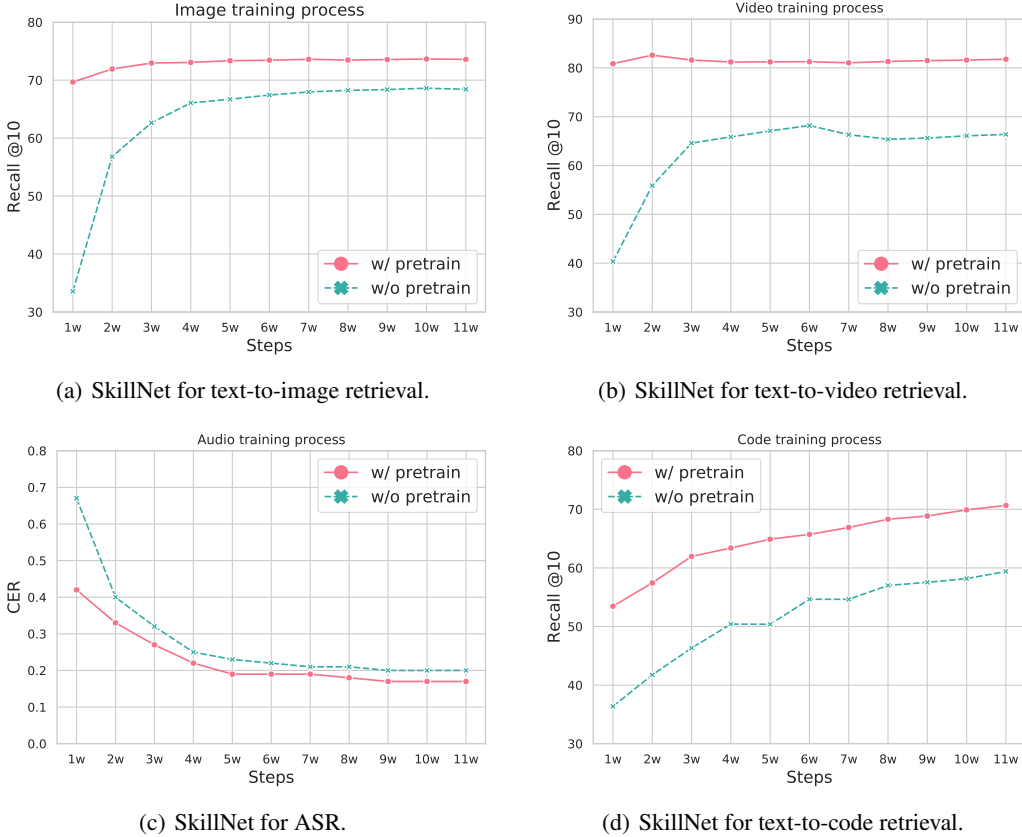 Image training process
80
70
60
50
40
30
Recall @10
w/ pretrain
w/o pretrain
1w 2w 3w 4w 5w 6w 7w 8w 9w 10w 11w
Steps
(a) SkillNet for text-to-image retrieval.
Video training process
90
80
70
60
50
40
30
Recall @10
w/ pretrain
w/o pretrain
1w 2w 3w 4w 5w 6w 7w 8w 9w 10w 11w
Steps
(b) SkillNet for text-to-video retrieval.
Audio training process
0.8
0.7
0.6
0.5
0.4
0.3
0.2
0.1
0.0
CER
w/ pretrain
w/o pretrain
1w 2w 3w 4w 5w 6w 7w 8w 9w 10w 11w
Steps
(c) SkillNet for ASR.
Code training process
80
70
60
50
40
30
Recall @10
w/ pretrain
w/o pretrain
1w 2w 3w 4w 5w 6w 7w 8w 9w 10w 11w
Steps
(d) SkillNet for text-to-code retrieval.